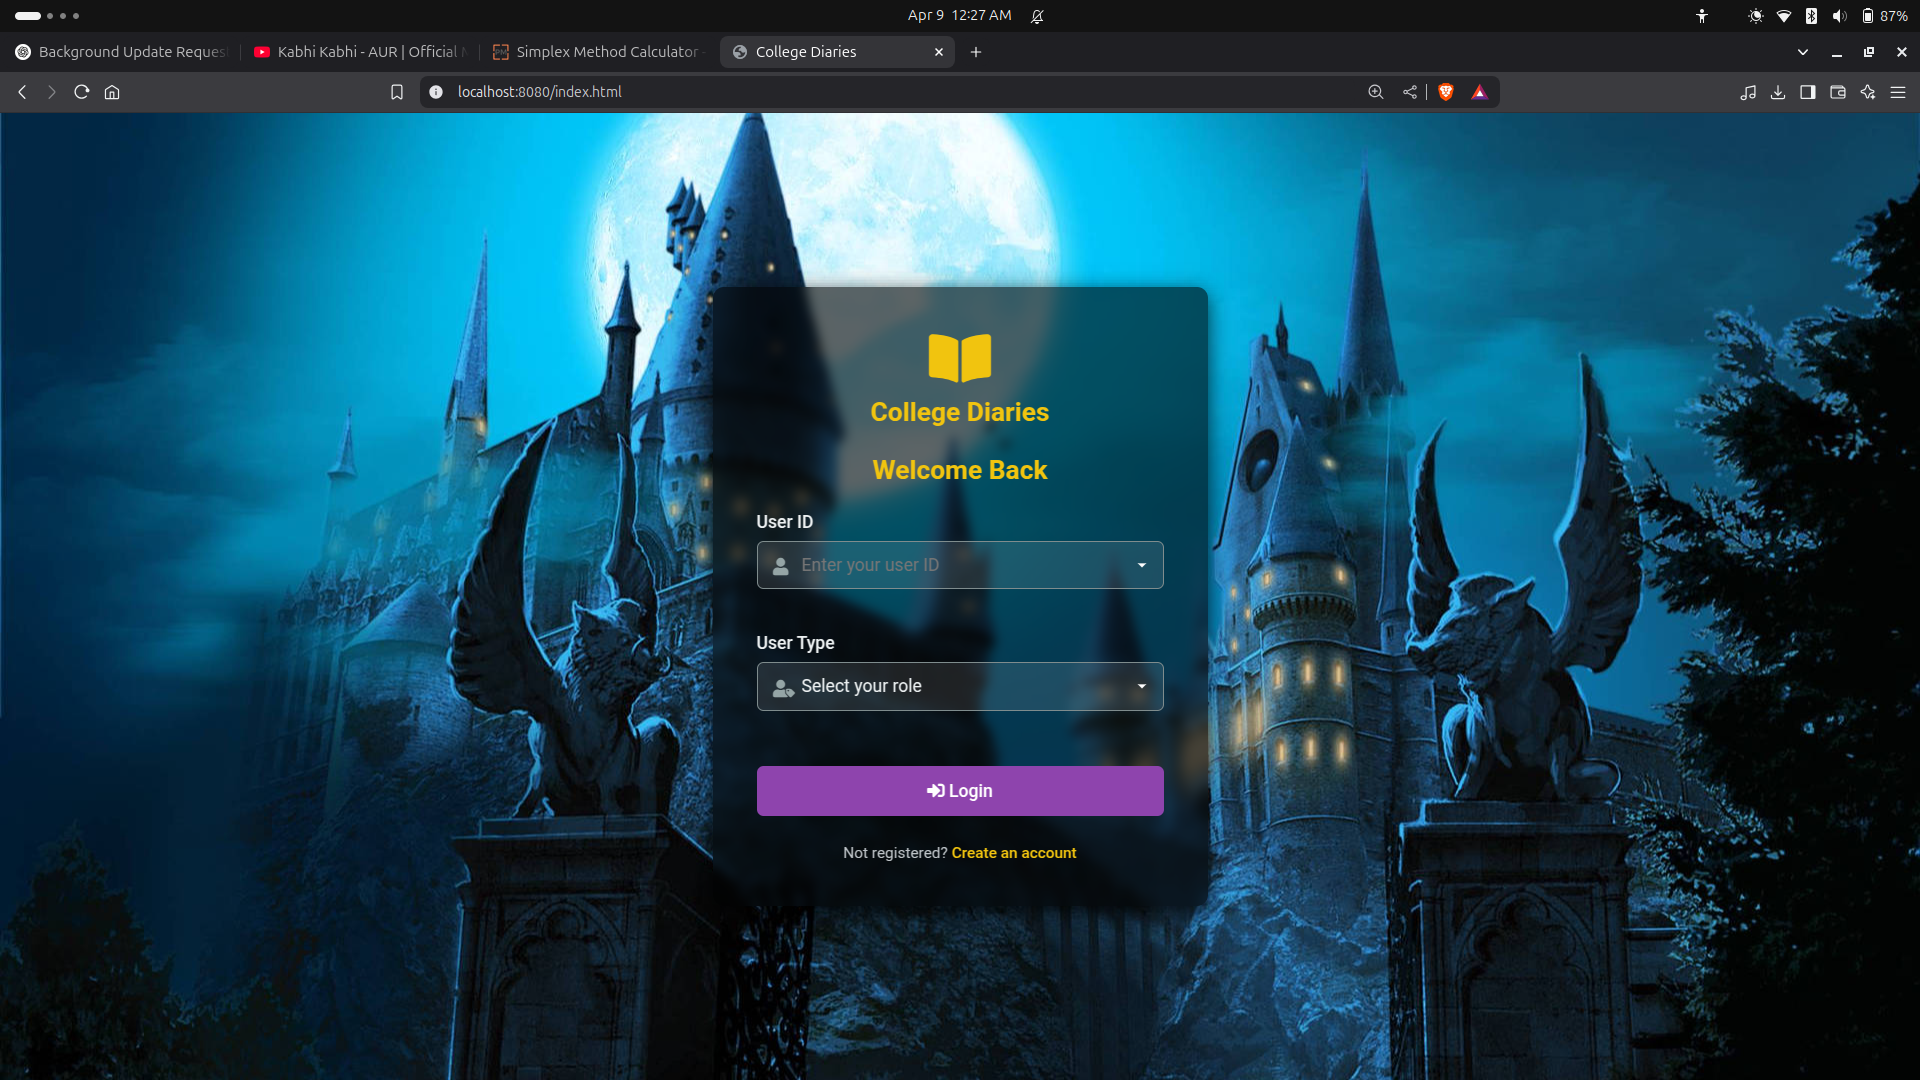 Apr 9 12:27 AM
87%
Background Update Reques
Kabhi Kabhi - AUR | Official
Simplex Method Calculator -
College Diaries
localhost:8080/index.html
College Diaries
Welcome Back
User ID
Enter your user ID
User Type
Select your role
Login
Not registered? Create an account